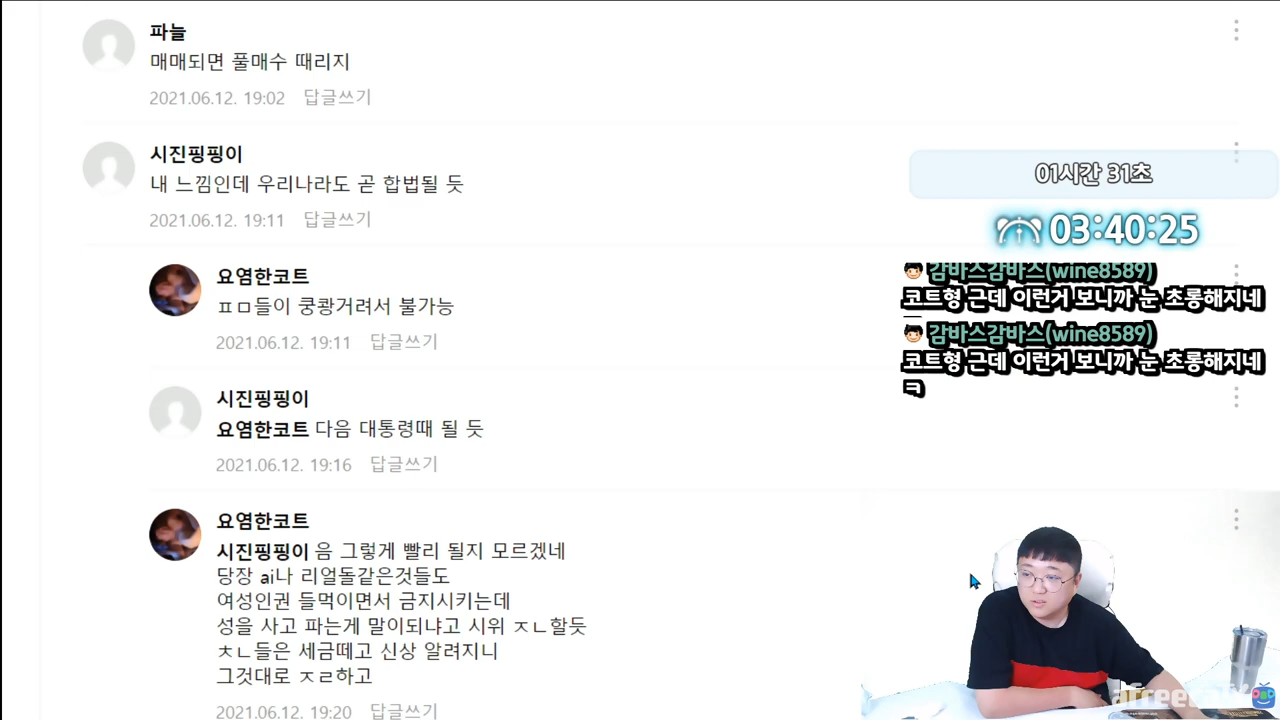 파늘
매매되면 풀매수 때리지
2021.06.12. 19:02 답글쓰기
시진핑핑이
내 느낌인데 우리나라도 곧 합법될 듯
2021.06.12. 19:11 답글쓰기
요염한코트
ㅍㅁ들이 쿵쾅거려서 불가능
2021.06.12. 19:11 답글쓰기
시진핑핑이
요염한코트 다음 대통령때 될 듯
2021.06.12. 19:16 답글쓰기
요염한코트
시진핑핑이 음 그렇게 빨리 될지 모르겠네
당장 ai나 리얼돌같은것들도
여성인권 들먹이면서 금지시키는데
성을 사고 파는게 말이되냐고 시위 ㅈㄴ할듯
ㅊㄴ들은 세금떼고 신상 알려지니
그것대로 ㅈㄹ하고
2021.06.12. 19:20 답글쓰기
01시간 31초
03:40:25
감바스감바스(wine8589)
코트형 근데 이런거 보니까 눈 초롱해지네
감바스감바스(wine8589)
코트형 근데 이런거 보니까 눈 초롱해지네
ㅋ
afreecaTV